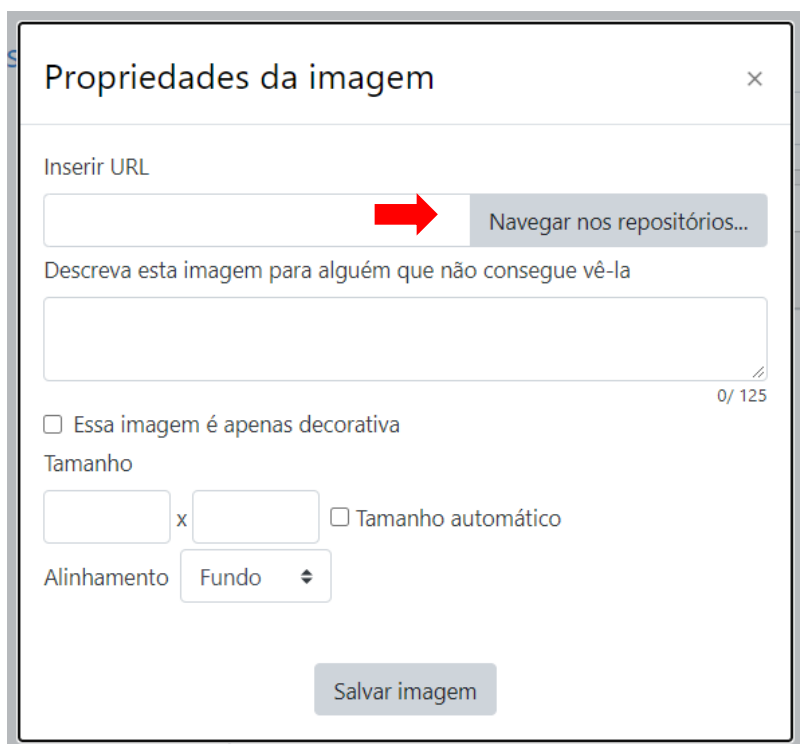 Propriedades da imagem ×
Inserir URL
Navegar nos repositórios...
Descreva esta imagem para alguém que não consegue vê-la
0/ 125
Essa imagem é apenas decorativa
Tamanho
x Tamanho automático
Alinhamento Fundo
Salvar imagem